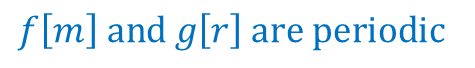 f[m] and g[r] are periodic